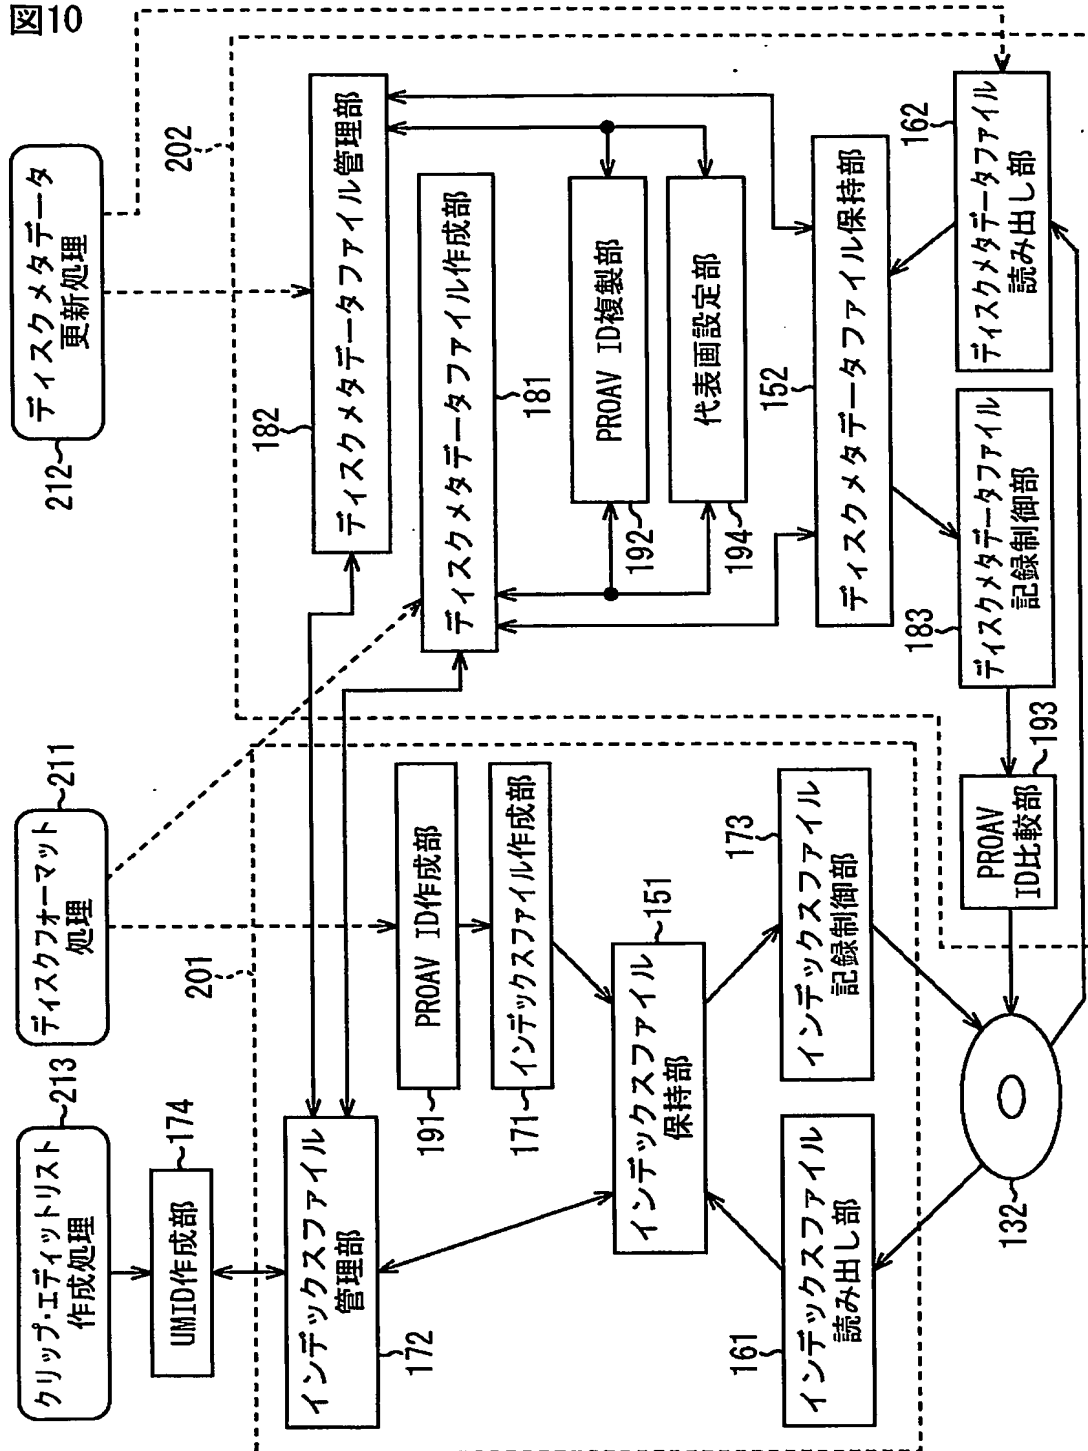 図10
クリップ・エディットリスト
作成処理
213
ディスクフォーマット
処理
211
ディスクメタデータ
更新処理
212
UMID作成部
174
201
202
インデックスファイル
管理部
172
PROAV ID作成部
191
インデックスファイル作成部
171
インデックスファイル
保持部
151
インデックスファイル
読み出し部
161
インデックスファイル
記録制御部
173
132
ディスクメタデータファイル管理部
182
ディスクメタデータファイル作成部
181
PROAV ID複製部
192
代表画設定部
194
ディスクメタデータファイル保持部
152
ディスクメタデータファイル
記録制御部
183
ディスクメタデータファイル
読み出し部
162
PROAV
ID比較部
193